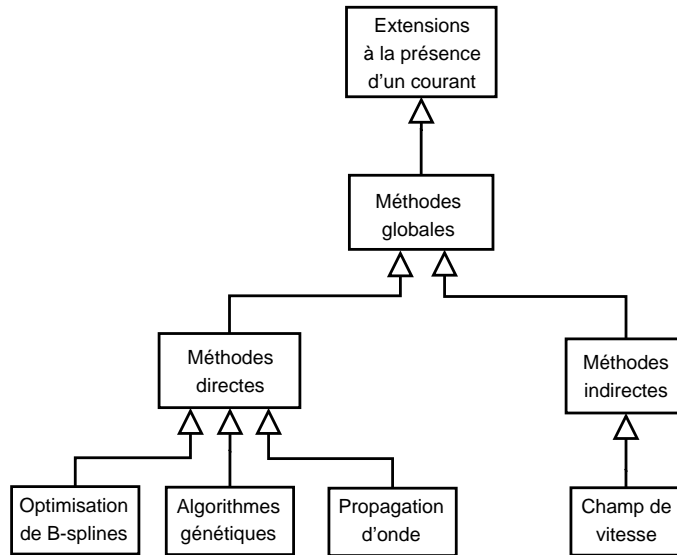 Extensions
à la présence
d'un courant
Méthodes
globales
Méthodes
directes
Méthodes
indirectes
Optimisation
de B-splines
Algorithmes
génétiques
Propagation
d'onde
Champ de
vitesse